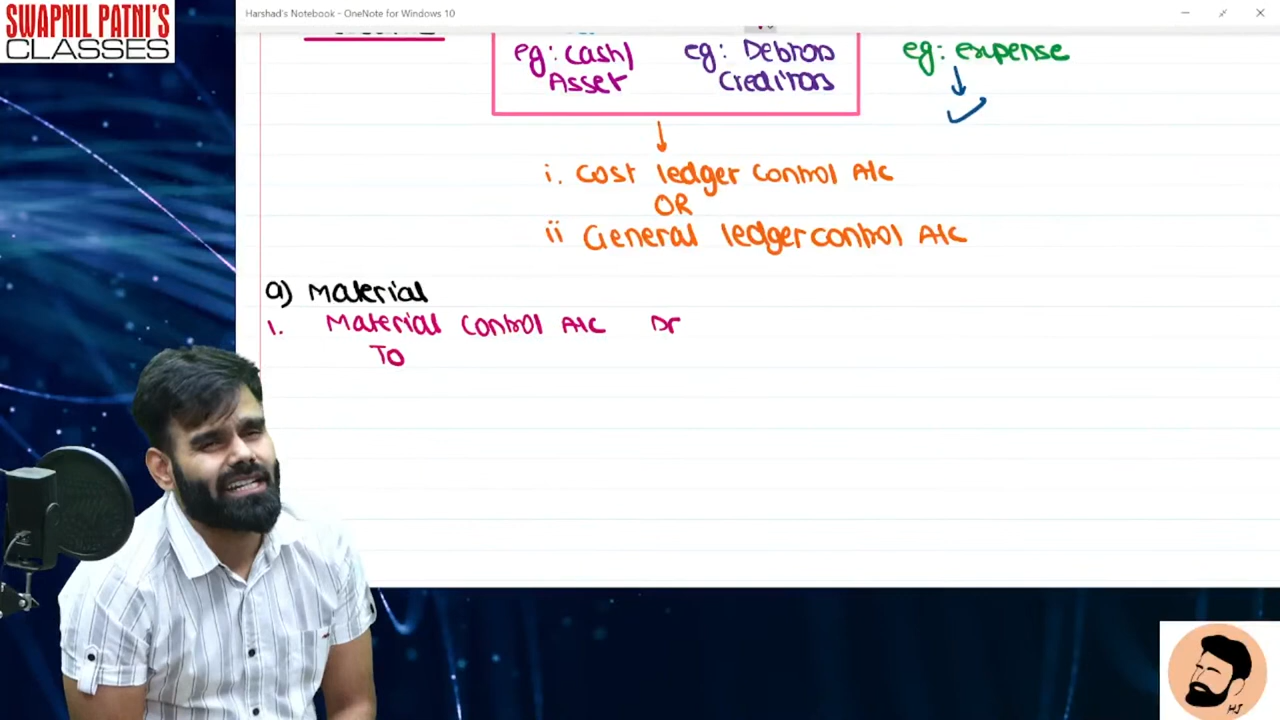 SWAPNIL PATNI'S
CLASSES
Harshad's Notebook - OneNote for Windows 10
eg: Cash/
Asset
eg: Debtors
Creditors
eg: expense
i. Cost ledger Control A/c
OR
ii General ledger control A/c
a) Material
1. Material Control A/c Dr
To
HS